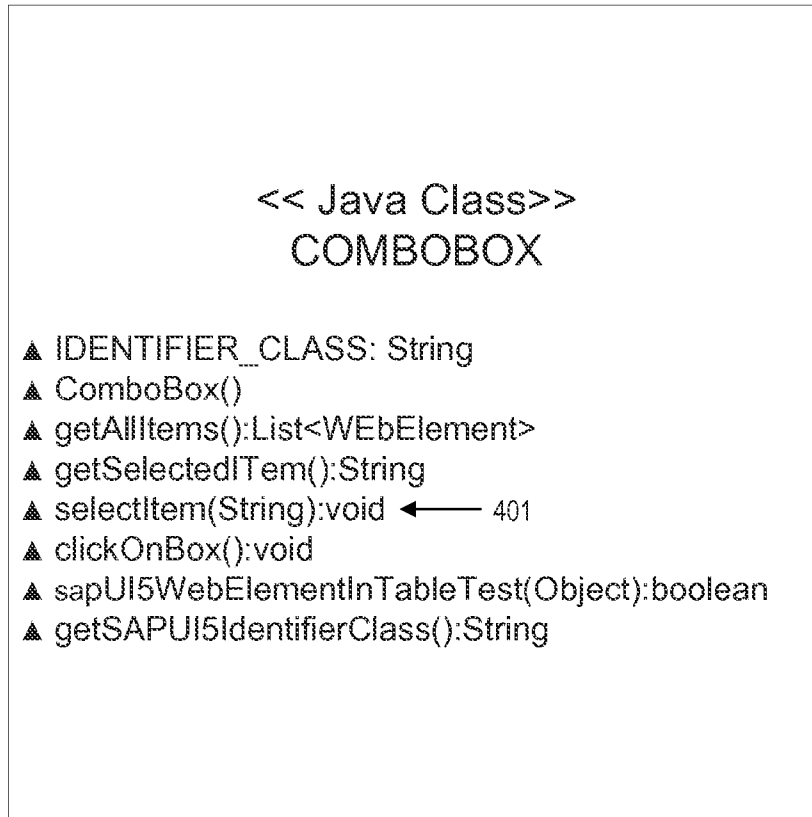 << Java Class>>
COMBOBOX
▲ IDENTIFIER_CLASS: String
▲ ComboBox()
▲ getAllItems():List<WEbElement>
▲ getSelectedITem():String
▲ selectItem(String):void ← 401
▲ clickOnBox():void
▲ sapUI5WebElementInTableTest(Object):boolean
▲ getSAPUI5IdentifierClass():String